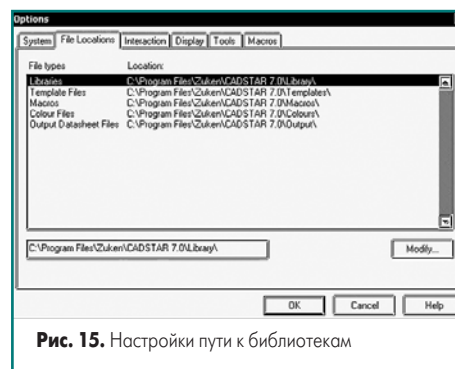 Options
System File Locations Interaction Display Tools Macros
File types Location:
Libraries C:\Program Files\Zuken\CADSTAR 7.0\Library\
Template Files C:\Program Files\Zuken\CADSTAR 7.0\Templates\
Macros C:\Program Files\Zuken\CADSTAR 7.0\Macros\
Colour Files C:\Program Files\Zuken\CADSTAR 7.0\Colours\
Output Datasheet Files C:\Program Files\Zuken\CADSTAR 7.0\Output\
C:\Program Files\Zuken\CADSTAR 7.0\Library\ Modify...
OK Cancel Help
Рис. 15. Настройки пути к библиотекам